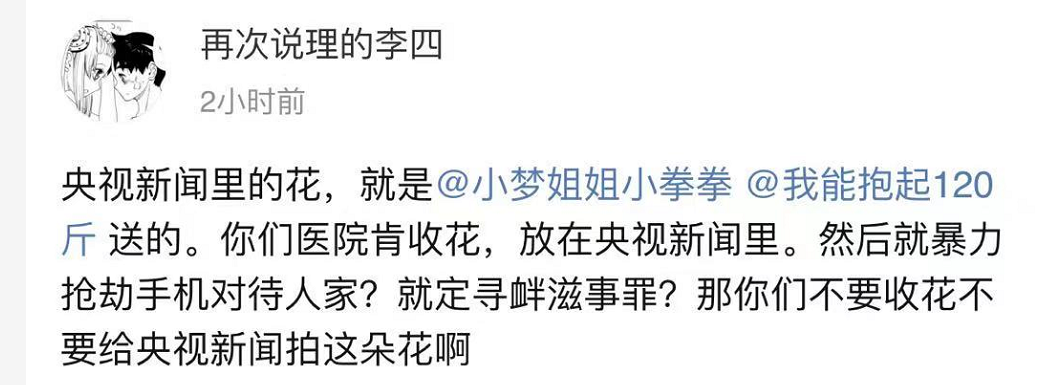 再次说理的李四
2小时前
央视新闻里的花，就是@小梦姐姐小拳拳 @我能抱起120
斤 送的。你们医院肯收花，放在央视新闻里。然后就暴力
抢劫手机对待人家？就定寻衅滋事罪？那你们不要收花不
要给央视新闻拍这朵花啊